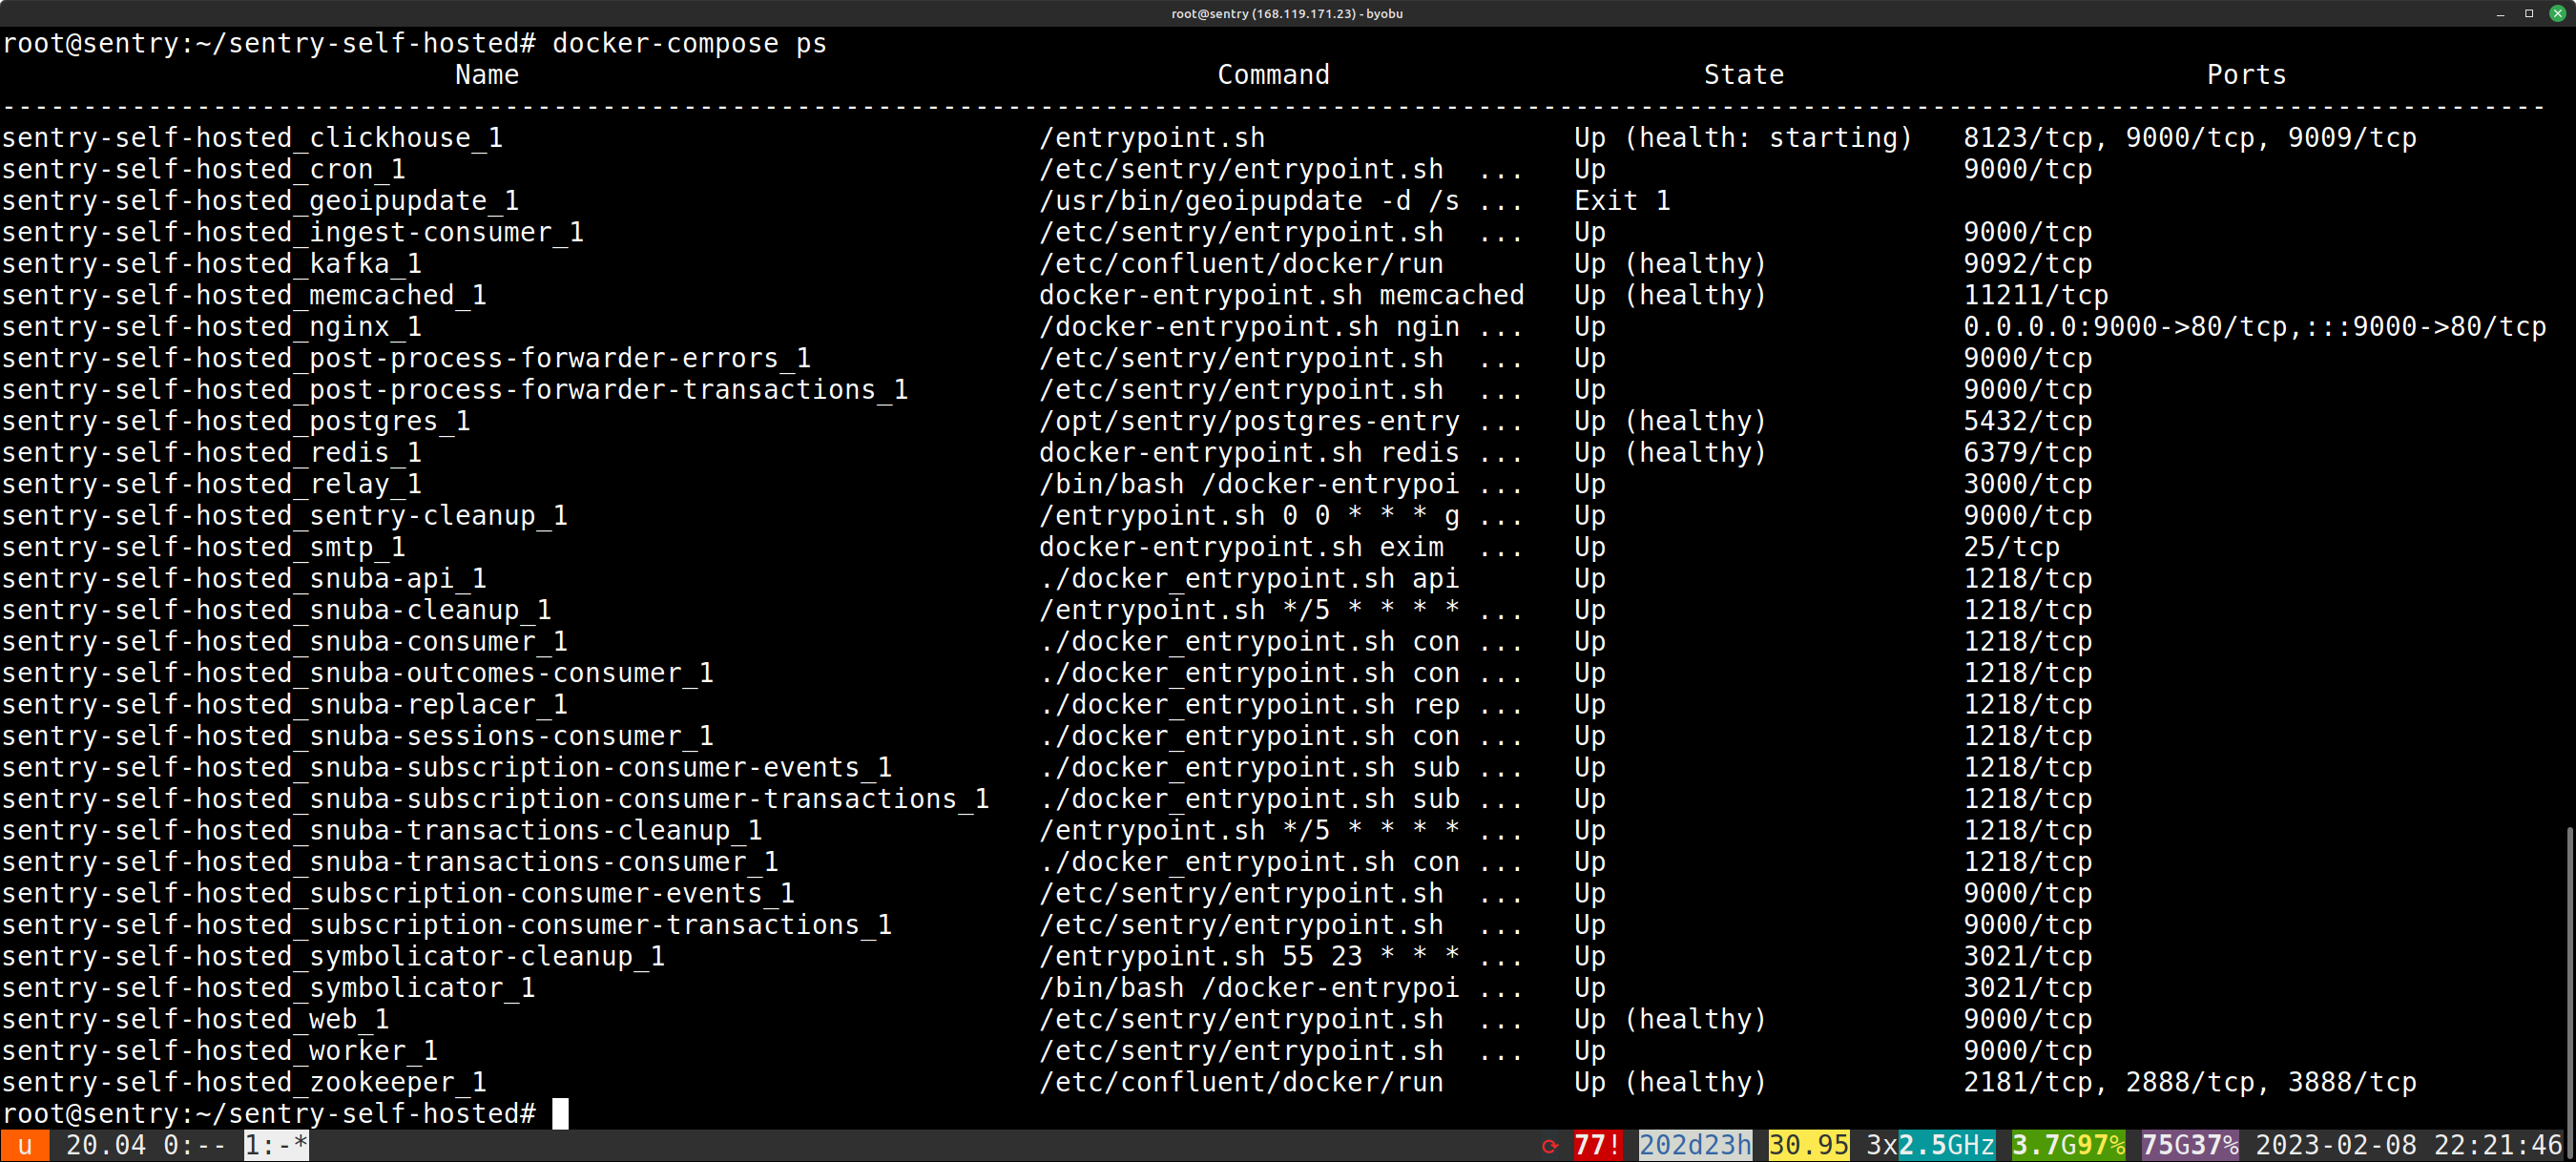 root@sentry (168.119.171.23) - byobu
root@sentry:~/sentry-self-hosted# docker-compose ps
Name Command State Ports
-------------------------------------------------------------------------------------------------------------------------------------------------------------
sentry-self-hosted_clickhouse_1 /entrypoint.sh Up (health: starting) 8123/tcp, 9000/tcp, 9009/tcp
sentry-self-hosted_cron_1 /etc/sentry/entrypoint.sh ... Up 9000/tcp
sentry-self-hosted_geoipupdate_1 /usr/bin/geoipupdate -d /s ... Exit 1
sentry-self-hosted_ingest-consumer_1 /etc/sentry/entrypoint.sh ... Up 9000/tcp
sentry-self-hosted_kafka_1 /etc/confluent/docker/run Up (healthy) 9092/tcp
sentry-self-hosted_memcached_1 docker-entrypoint.sh memcached Up (healthy) 11211/tcp
sentry-self-hosted_nginx_1 /docker-entrypoint.sh ngin ... Up 0.0.0.0:9000->80/tcp,:::9000->80/tcp
sentry-self-hosted_post-process-forwarder-errors_1 /etc/sentry/entrypoint.sh ... Up 9000/tcp
sentry-self-hosted_post-process-forwarder-transactions_1 /etc/sentry/entrypoint.sh ... Up 9000/tcp
sentry-self-hosted_postgres_1 /opt/sentry/postgres-entry ... Up (healthy) 5432/tcp
sentry-self-hosted_redis_1 docker-entrypoint.sh redis ... Up (healthy) 6379/tcp
sentry-self-hosted_relay_1 /bin/bash /docker-entrypoi ... Up 3000/tcp
sentry-self-hosted_sentry-cleanup_1 /entrypoint.sh 0 0 * * * g ... Up 9000/tcp
sentry-self-hosted_smtp_1 docker-entrypoint.sh exim ... Up 25/tcp
sentry-self-hosted_snuba-api_1 ./docker_entrypoint.sh api Up 1218/tcp
sentry-self-hosted_snuba-cleanup_1 /entrypoint.sh */5 * * * * ... Up 1218/tcp
sentry-self-hosted_snuba-consumer_1 ./docker_entrypoint.sh con ... Up 1218/tcp
sentry-self-hosted_snuba-outcomes-consumer_1 ./docker_entrypoint.sh con ... Up 1218/tcp
sentry-self-hosted_snuba-replacer_1 ./docker_entrypoint.sh rep ... Up 1218/tcp
sentry-self-hosted_snuba-sessions-consumer_1 ./docker_entrypoint.sh con ... Up 1218/tcp
sentry-self-hosted_snuba-subscription-consumer-events_1 ./docker_entrypoint.sh sub ... Up 1218/tcp
sentry-self-hosted_snuba-subscription-consumer-transactions_1 ./docker_entrypoint.sh sub ... Up 1218/tcp
sentry-self-hosted_snuba-transactions-cleanup_1 /entrypoint.sh */5 * * * * ... Up 1218/tcp
sentry-self-hosted_snuba-transactions-consumer_1 ./docker_entrypoint.sh con ... Up 1218/tcp
sentry-self-hosted_subscription-consumer-events_1 /etc/sentry/entrypoint.sh ... Up 9000/tcp
sentry-self-hosted_subscription-consumer-transactions_1 /etc/sentry/entrypoint.sh ... Up 9000/tcp
sentry-self-hosted_symbolicator-cleanup_1 /entrypoint.sh 55 23 * * * ... Up 3021/tcp
sentry-self-hosted_symbolicator_1 /bin/bash /docker-entrypoi ... Up 3021/tcp
sentry-self-hosted_web_1 /etc/sentry/entrypoint.sh ... Up (healthy) 9000/tcp
sentry-self-hosted_worker_1 /etc/sentry/entrypoint.sh ... Up 9000/tcp
sentry-self-hosted_zookeeper_1 /etc/confluent/docker/run Up (healthy) 2181/tcp, 2888/tcp, 3888/tcp
root@sentry:~/sentry-self-hosted#
u 20.04 0:-- 1:-* ⟳ 77! 202d23h 30.95 3x2.5GHz 3.7G97% 75G37% 2023-02-08 22:21:46